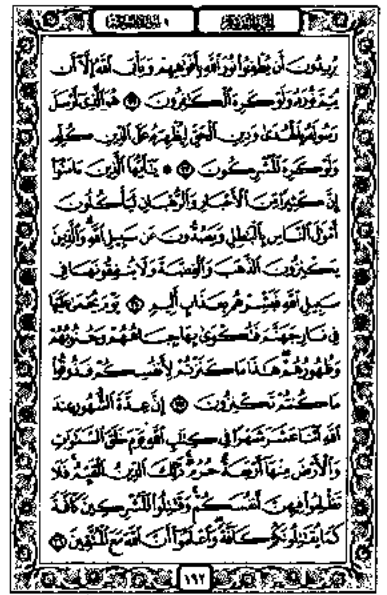 يُرِيدُونَ أَن يُطْفِـُٔوا۟ نُورَ ٱللَّهِ بِأَفْوَٰهِهِمْ وَيَأْبَى ٱللَّهُ إِلَّآ أَن
يُتِمَّ نُورَهُۥ وَلَوْ كَرِهَ ٱلْكَٰفِرُونَ ٣٢ هُوَ ٱلَّذِىٓ أَرْسَلَ
رَسُولَهُۥ بِٱلْهُدَىٰ وَدِينِ ٱلْحَقِّ لِيُظْهِرَهُۥ عَلَى ٱلدِّينِ كُلِّهِۦ
وَلَوْ كَرِهَ ٱلْمُشْرِكُونَ ٣٣ ۞ يَٰٓأَيُّهَا ٱلَّذِينَ ءَامَنُوٓا۟
إِنَّ كَثِيرًا مِّنَ ٱلْأَحْبَارِ وَٱلرُّهْبَانِ لَيَأْكُلُونَ
أَمْوَٰلَ ٱلنَّاسِ بِٱلْبَٰطِلِ وَيَصُدُّونَ عَن سَبِيلِ ٱللَّهِ وَٱلَّذِينَ
يَكْنِزُونَ ٱلذَّهَبَ وَٱلْفِضَّةَ وَلَا يُنفِقُونَهَا فِى
سَبِيلِ ٱللَّهِ فَبَشِّرْهُم بِعَذَابٍ أَلِيمٍ ٣٤ يَوْمَ يُحْمَىٰ عَلَيْهَا
فِى نَارِ جَهَنَّمَ فَتُكْوَىٰ بِهَا جِبَاهُهُمْ وَجُنُوبُهُمْ
وَظُهُورُهُمْ هَٰذَا مَا كَنَزْتُمْ لِأَنفُسِكُمْ فَذُوقُوا۟
مَا كُنتُمْ تَكْنِزُونَ ٣٥ إِنَّ عِدَّةَ ٱلشُّهُورِ عِندَ
ٱللَّهِ ٱثْنَا عَشَرَ شَهْرًا فِى كِتَٰبِ ٱللَّهِ يَوْمَ خَلَقَ ٱلسَّمَٰوَٰتِ
وَٱلْأَرْضَ مِنْهَآ أَرْبَعَةٌ حُرُمٌ ذَٰلِكَ ٱلدِّينُ ٱلْقَيِّمُ فَلَا
تَظْلِمُوا۟ فِيهِنَّ أَنفُسَكُمْ وَقَٰتِلُوا۟ ٱلْمُشْرِكِينَ كَآفَّةً
كَمَا يُقَٰتِلُونَكُمْ كَآفَّةً وَٱعْلَمُوٓا۟ أَنَّ ٱللَّهَ مَعَ ٱلْمُتَّقِينَ ٣٦
١٩٢